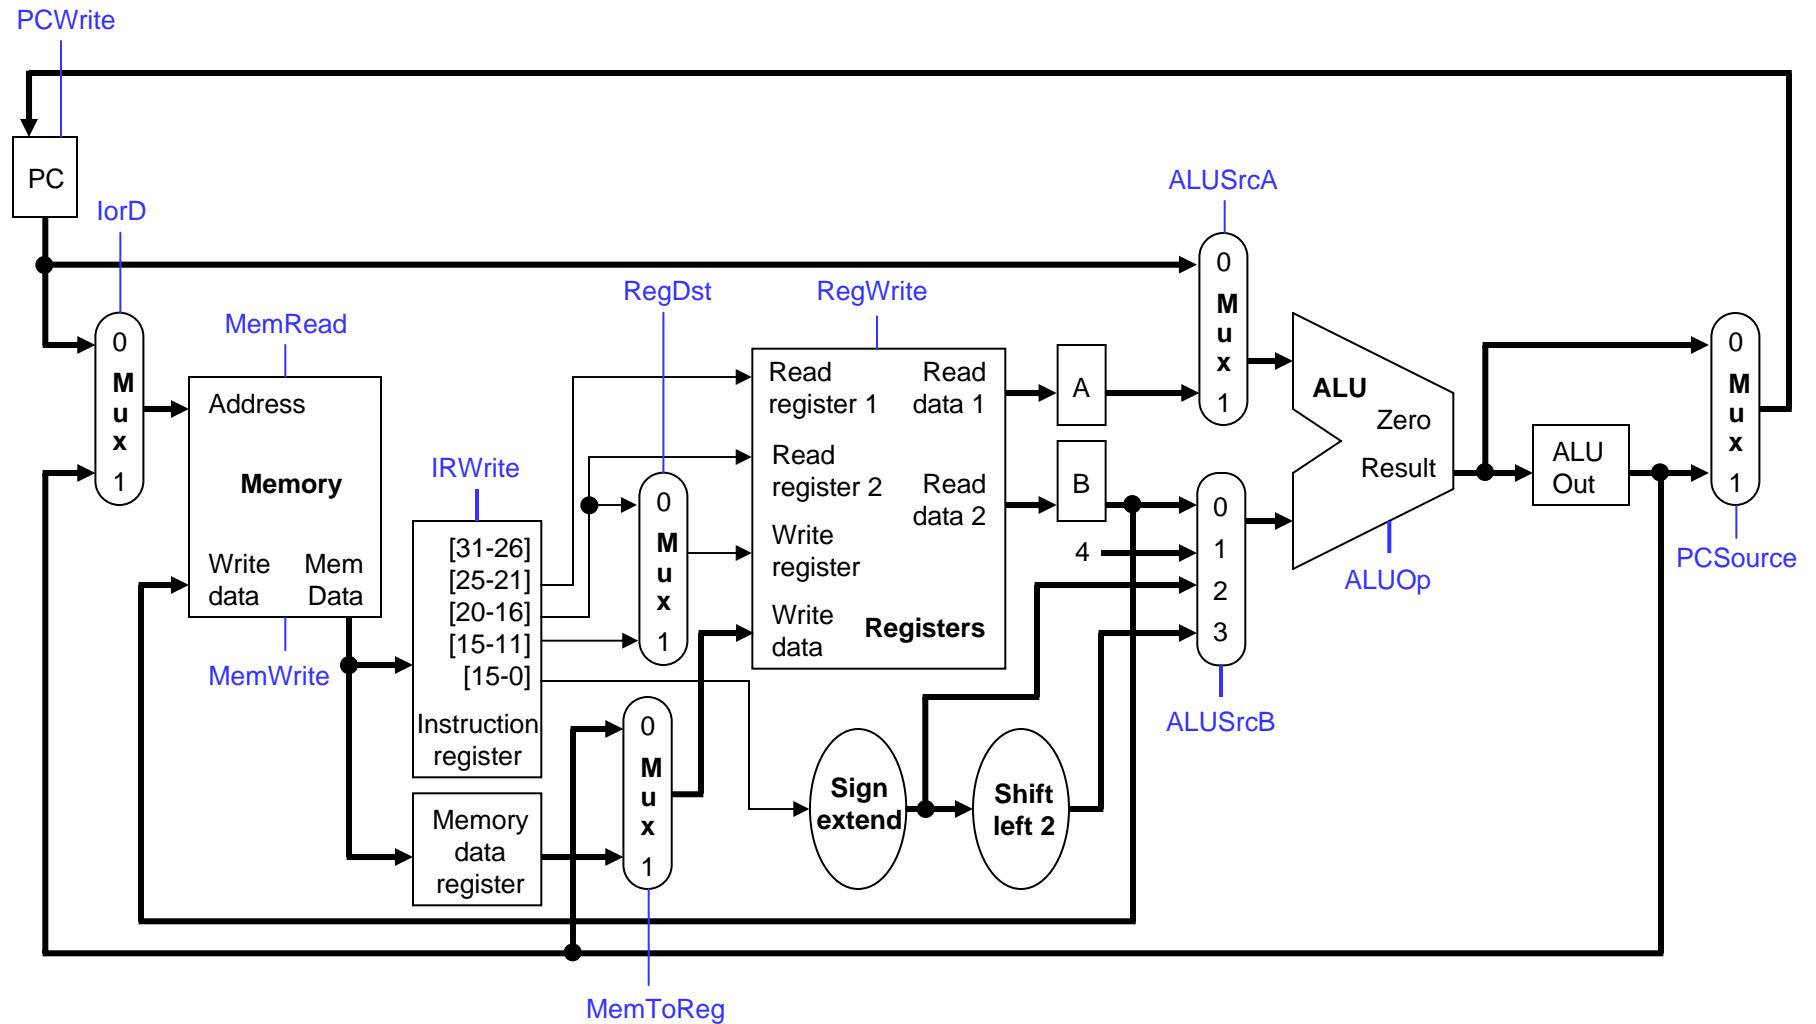 PCWrite
PC
IorD
ALUSrcA
0
M
u
x
1
RegDst
RegWrite
MemRead
0
M
u
x
1
Address
Memory
Write
data
Mem
Data
MemWrite
IRWrite
[31-26]
[25-21]
[20-16]
[15-11]
[15-0]
Instruction
register
Memory
data
register
0
M
u
x
1
0
M
u
x
1
MemToReg
Read
register 1
Read
data 1
Read
register 2
Read
data 2
Write
register
Write
data
Registers
A
B
4
0
1
2
3
ALUSrcB
Sign
extend
Shift
left 2
ALU
Zero
Result
ALUOp
ALU
Out
0
M
u
x
1
PCSource